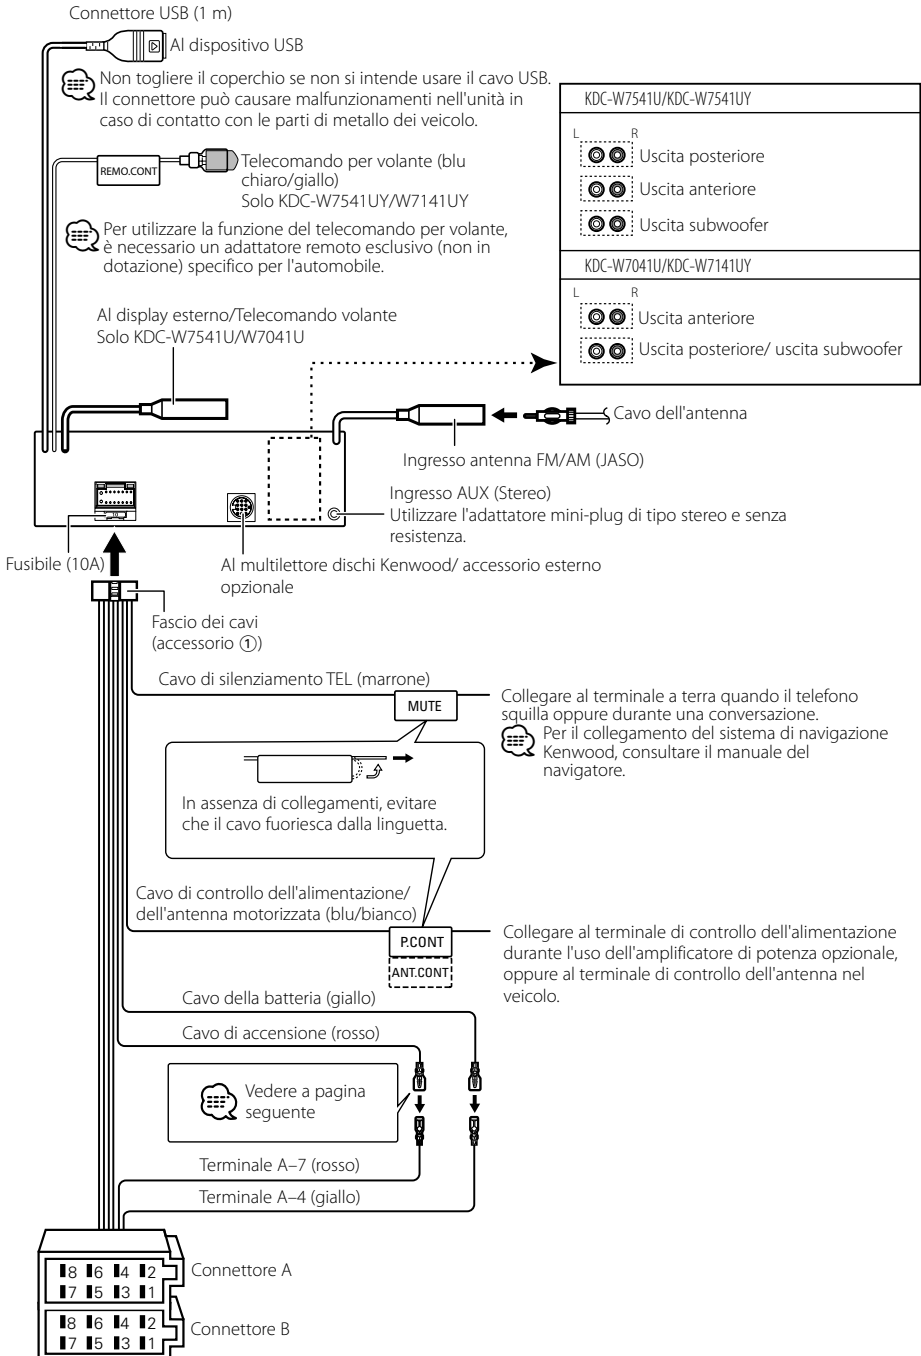 Connettore USB (1 m)
Al dispositivo USB
Non togliere il coperchio se non si intende usare il cavo USB.
Il connettore può causare malfunzionamenti nell'unità in
caso di contatto con le parti di metallo dei veicolo.
REMO.CONT
Telecomando per volante (blu
chiaro/giallo)
Solo KDC-W7541UY/W7141UY
Per utilizzare la funzione del telecomando per volante,
è necessario un adattatore remoto esclusivo (non in
dotazione) specifico per l'automobile.
Al display esterno/Telecomando volante
Solo KDC-W7541U/W7041U
KDC-W7541U/KDC-W7541UY
L R
Uscita posteriore
Uscita anteriore
Uscita subwoofer
KDC-W7041U/KDC-W7141UY
L R
Uscita anteriore
Uscita posteriore/ uscita subwoofer
Cavo dell'antenna
Ingresso antenna FM/AM (JASO)
Ingresso AUX (Stereo)
Utilizzare l'adattatore mini-plug di tipo stereo e senza
resistenza.
10
Fusibile (10A)
Al multilettore dischi Kenwood/ accessorio esterno
opzionale
Fascio dei cavi
(accessorio ①)
Cavo di silenziamento TEL (marrone)
MUTE
Collegare al terminale a terra quando il telefono
squilla oppure durante una conversazione.
Per il collegamento del sistema di navigazione
Kenwood, consultare il manuale del
navigatore.
In assenza di collegamenti, evitare
che il cavo fuoriesca dalla linguetta.
Cavo di controllo dell'alimentazione/
dell'antenna motorizzata (blu/bianco)
P.CONT
ANT.CONT
Collegare al terminale di controllo dell'alimentazione
durante l'uso dell'amplificatore di potenza opzionale,
oppure al terminale di controllo dell'antenna nel
veicolo.
Cavo della batteria (giallo)
Cavo di accensione (rosso)
Vedere a pagina
seguente
Terminale A–7 (rosso)
Terminale A–4 (giallo)
8 6 4 2
7 5 3 1
Connettore A
8 6 4 2
7 5 3 1
Connettore B